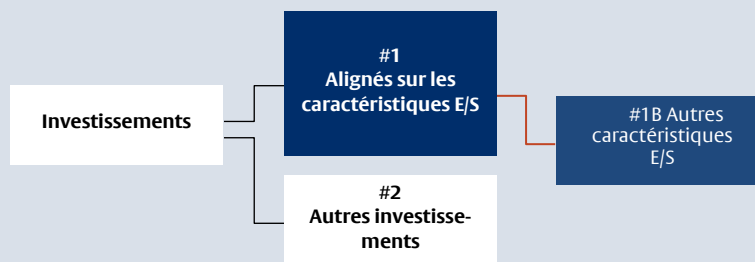 Investissements
#1
Alignés sur les
caractéristiques E/S
#1B Autres
caractéristiques
E/S
#2
Autres investisse-
ments